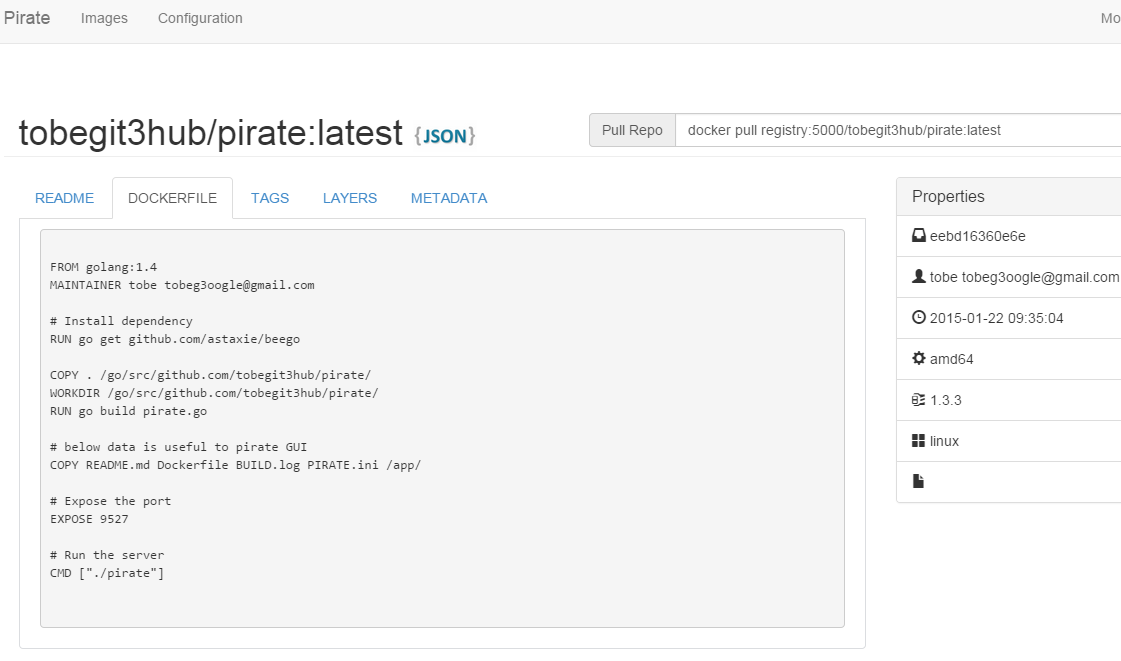 Pirate Images Configuration Mo
tobegit3hub/pirate:latest {JSON}
Pull Repo docker pull registry:5000/tobegit3hub/pirate:latest
README DOCKERFILE TAGS LAYERS METADATA
FROM golang:1.4
MAINTAINER tobe tobeg3oogle@gmail.com
# Install dependency
RUN go get github.com/astaxie/beego
COPY . /go/src/github.com/tobegit3hub/pirate/
WORKDIR /go/src/github.com/tobegit3hub/pirate/
RUN go build pirate.go
# below data is useful to pirate GUI
COPY README.md Dockerfile BUILD.log PIRATE.ini /app/
# Expose the port
EXPOSE 9527
# Run the server
CMD ["./pirate"]
Properties
eebd16360e6e
tobe tobeg3oogle@gmail.com
2015-01-22 09:35:04
amd64
1.3.3
linux